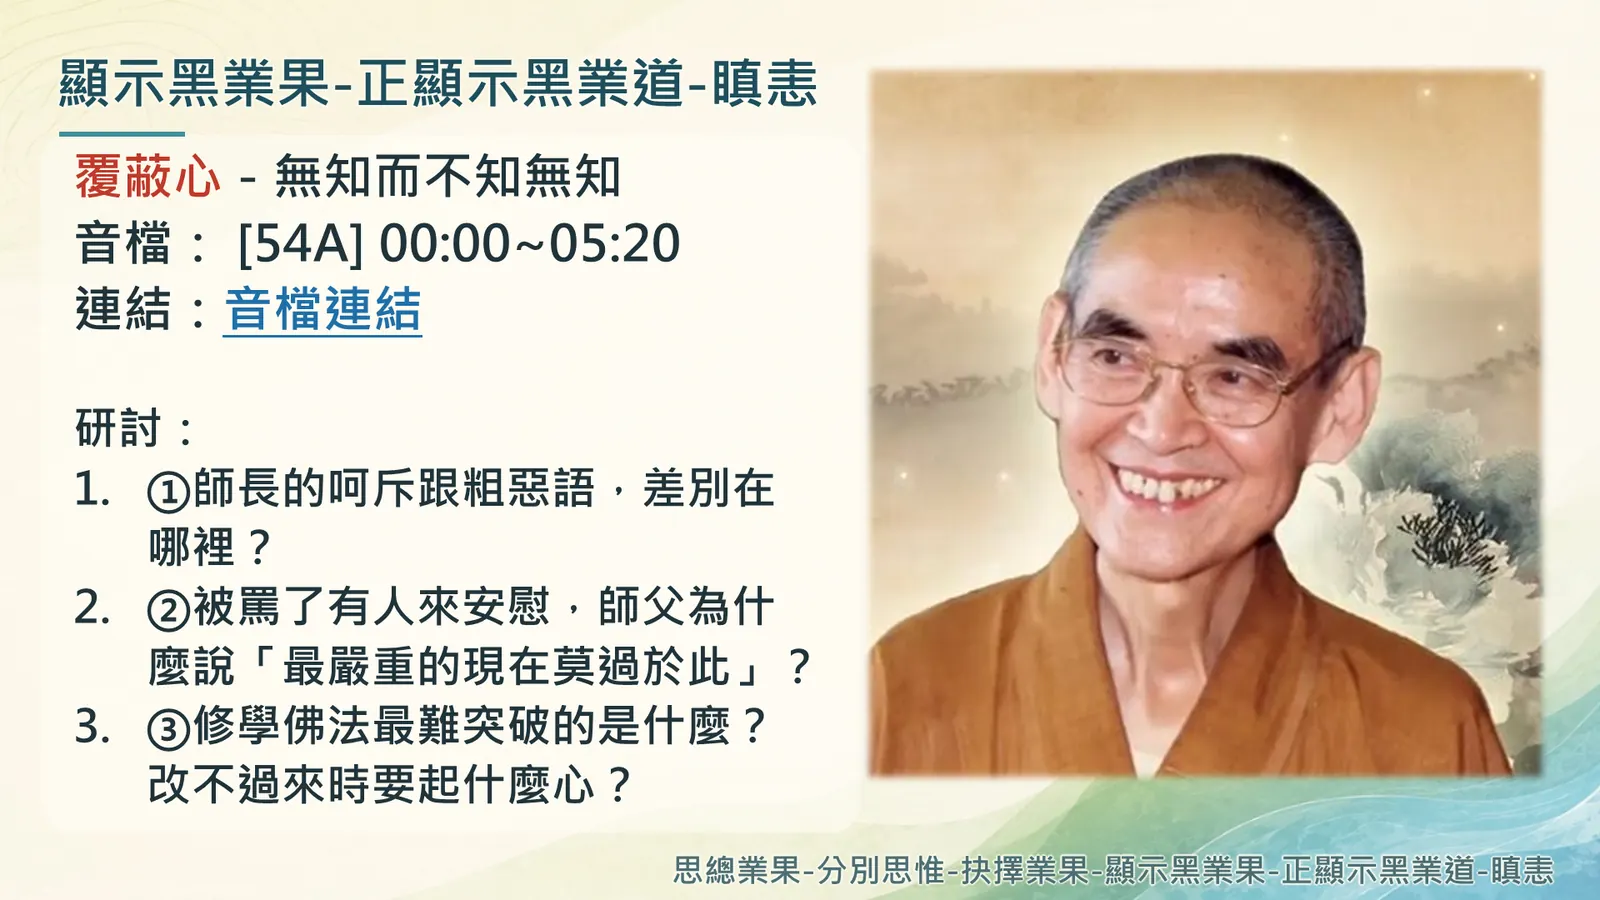 顯示黑業果-正顯示黑業道-瞋恚
覆蔽心 - 無知而不知無知
音檔： [54A] 00:00~05:20
連結：音檔連結
研討：
1. ①師長的呵斥跟粗惡語，差別在
哪裡？
2. ②被罵了有人來安慰，師父為什
麼說「最嚴重的現在莫過於此」？
3. ③修學佛法最難突破的是什麼？
改不過來時要起什麼心？
思總業果-分別思惟-抉擇業果-顯示黑業果-正顯示黑業道-瞋恚